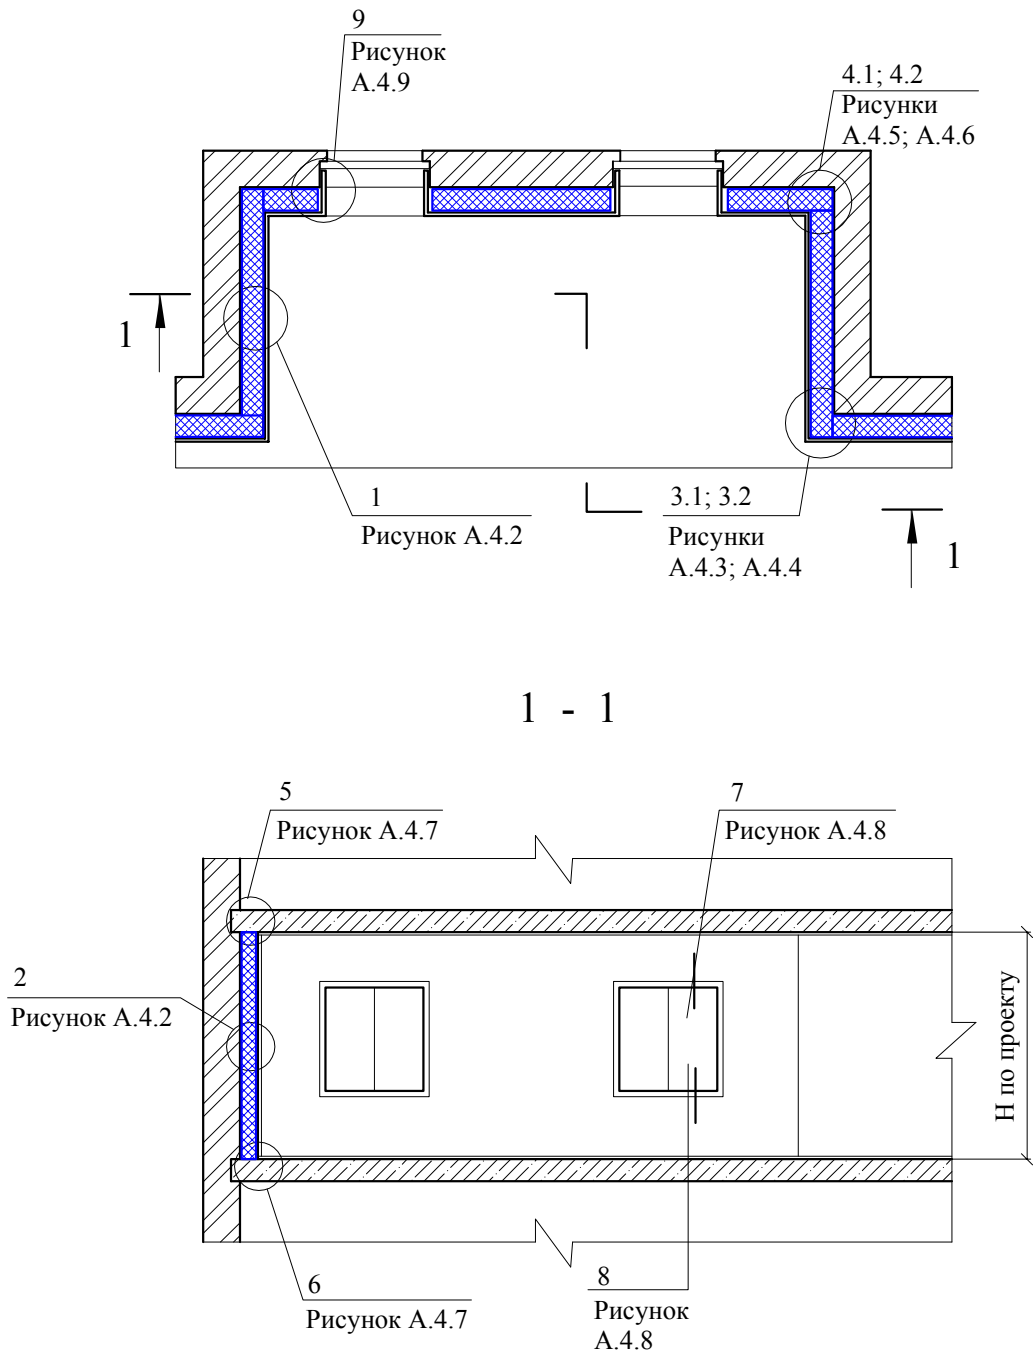 9
Рисунок
А.4.9
4.1; 4.2
Рисунки
А.4.5; А.4.6
1
1
Рисунок А.4.2
3.1; 3.2
Рисунки
А.4.3; А.4.4
1
1 - 1
5
Рисунок А.4.7
7
Рисунок А.4.8
2
Рисунок А.4.2
Н по проекту
6
Рисунок А.4.7
8
Рисунок
А.4.8